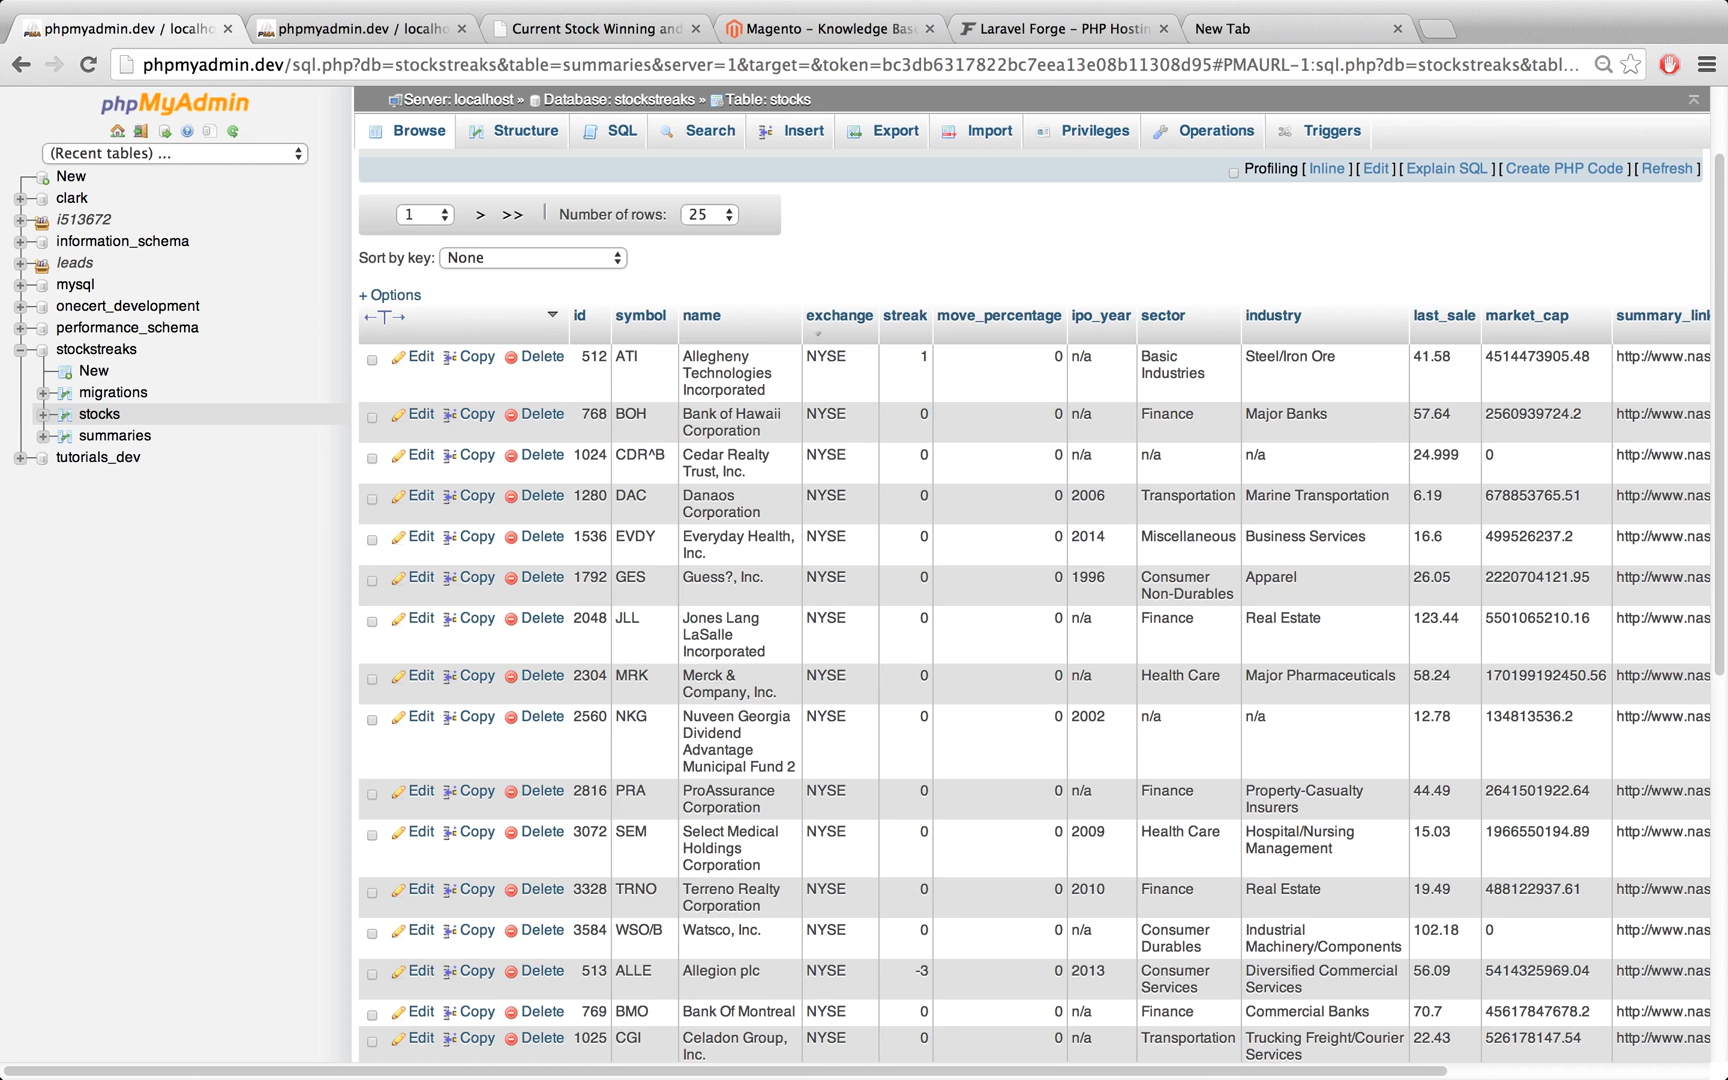 phpmyadmin.dev / localho
phpmyadmin.dev / localho
Current Stock Winning and
Magento – Knowledge Bas
Laravel Forge – PHP Hostin
New Tab
phpmyadmin.dev/sql.php?db=stockstreaks&table=summaries&server=1&target=&token=bc3db6317822bc7eea13e08b11308d95#PMAURL-1:sql.php?db=stockstreaks&tabl...
phpMyAdmin
(Recent tables) ...
New
clark
i513672
information_schema
leads
mysql
onecert_development
performance_schema
stockstreaks
New
migrations
stocks
summaries
tutorials_dev
Server: localhost » Database: stockstreaks » Table: stocks
Browse Structure SQL Search Insert Export Import Privileges Operations Triggers
Profiling [ Inline ] [ Edit ] [ Explain SQL ] [ Create PHP Code ] [ Refresh ]
1 > >> Number of rows: 25
Sort by key: None
+ Options
←T→ id symbol name exchange streak move_percentage ipo_year sector industry last_sale market_cap summary_link
Edit Copy Delete 512 ATI Allegheny NYSE 1 0 n/a Basic Steel/Iron Ore 41.58 4514473905.48 http://www.nas
Technologies Industries
Incorporated
Edit Copy Delete 768 BOH Bank of Hawaii NYSE 0 0 n/a Finance Major Banks 57.64 2560939724.2 http://www.nas
Corporation
Edit Copy Delete 1024 CDR^B Cedar Realty NYSE 0 0 n/a n/a n/a 24.999 0 http://www.nas
Trust, Inc.
Edit Copy Delete 1280 DAC Danaos NYSE 0 0 2006 Transportation Marine Transportation 6.19 678853765.51 http://www.nas
Corporation
Edit Copy Delete 1536 EVDY Everyday Health, NYSE 0 0 2014 Miscellaneous Business Services 16.6 499526237.2 http://www.nas
Inc.
Edit Copy Delete 1792 GES Guess?, Inc. NYSE 0 0 1996 Consumer Apparel 26.05 2220704121.95 http://www.nas
Non-Durables
Edit Copy Delete 2048 JLL Jones Lang NYSE 0 0 n/a Finance Real Estate 123.44 5501065210.16 http://www.nas
LaSalle
Incorporated
Edit Copy Delete 2304 MRK Merck & NYSE 0 0 n/a Health Care Major Pharmaceuticals 58.24 170199192450.56 http://www.nas
Company, Inc.
Edit Copy Delete 2560 NKG Nuveen Georgia NYSE 0 0 2002 n/a n/a 12.78 134813536.2 http://www.nas
Dividend
Advantage
Municipal Fund 2
Edit Copy Delete 2816 PRA ProAssurance NYSE 0 0 n/a Finance Property-Casualty 44.49 2641501922.64 http://www.nas
Corporation Insurers
Edit Copy Delete 3072 SEM Select Medical NYSE 0 0 2009 Health Care Hospital/Nursing 15.03 1966550194.89 http://www.nas
Holdings Management
Corporation
Edit Copy Delete 3328 TRNO Terreno Realty NYSE 0 0 2010 Finance Real Estate 19.49 488122937.61 http://www.nas
Corporation
Edit Copy Delete 3584 WSO/B Watsco, Inc. NYSE 0 0 n/a Consumer Industrial 102.18 0 http://www.nas
Durables Machinery/Components
Edit Copy Delete 513 ALLE Allegion plc NYSE -3 0 2013 Consumer Diversified Commercial 56.09 5414325969.04 http://www.nas
Services Services
Edit Copy Delete 769 BMO Bank Of Montreal NYSE 0 0 n/a Finance Commercial Banks 70.7 45617847678.2 http://www.nas
Edit Copy Delete 1025 CGI Celadon Group, NYSE 0 0 n/a Transportation Trucking Freight/Courier 22.43 526178147.54 http://www.nas
Inc. Services